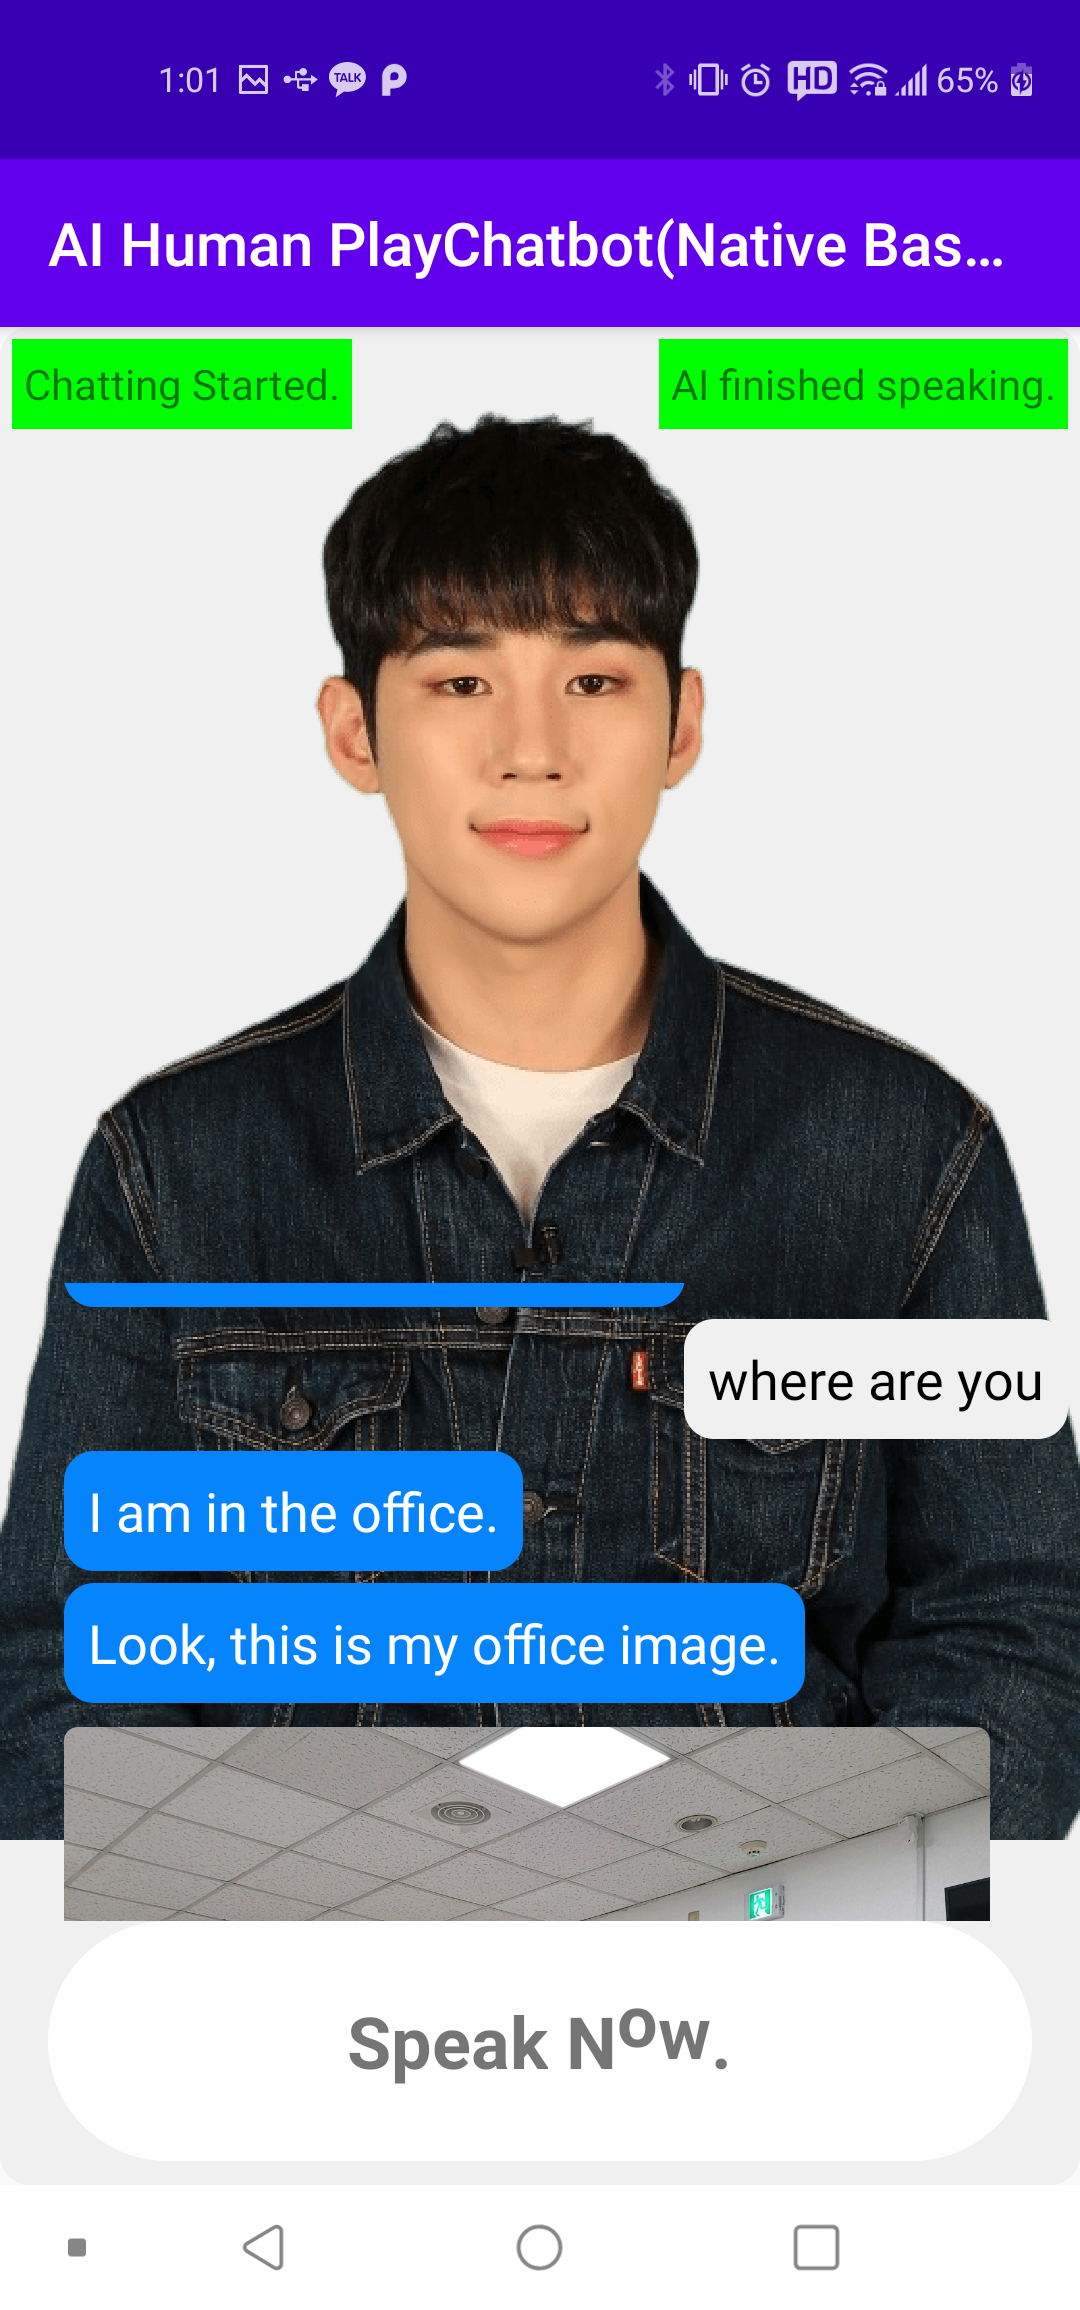 1:01 TALK HD 65%
AI Human PlayChatbot(Native Bas...
Chatting Started.
AI finished speaking.
where are you
I am in the office.
Look, this is my office image.
Speak Now.